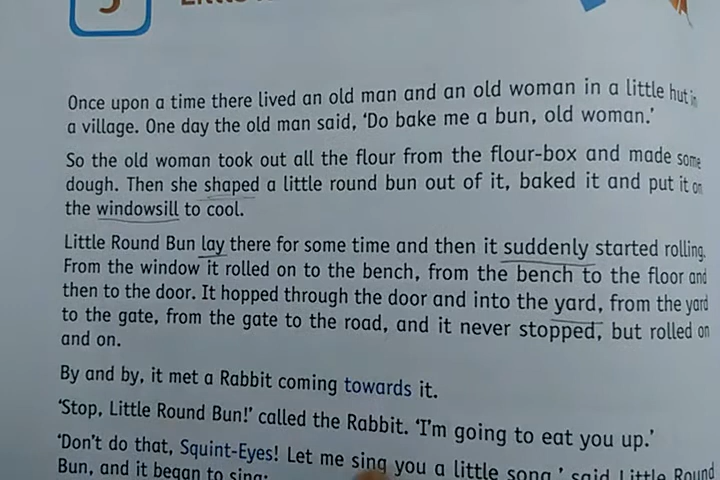 Once upon a time there lived an old man and an old woman in a little hut in
a village. One day the old man said, ‘Do bake me a bun, old woman.’
So the old woman took out all the flour from the flour-box and made some
dough. Then she shaped a little round bun out of it, baked it and put it on
the windowsill to cool.
Little Round Bun lay there for some time and then it suddenly started rolling.
From the window it rolled on to the bench, from the bench to the floor and
then to the door. It hopped through the door and into the yard, from the yard
to the gate, from the gate to the road, and it never stopped, but rolled on
and on.
By and by, it met a Rabbit coming towards it.
‘Stop, Little Round Bun!’ called the Rabbit. ‘I’m going to eat you up.’
‘Don’t do that, Squint-Eyes! Let me sing you a little song,’ said Little Round
Bun, and it began to sing: